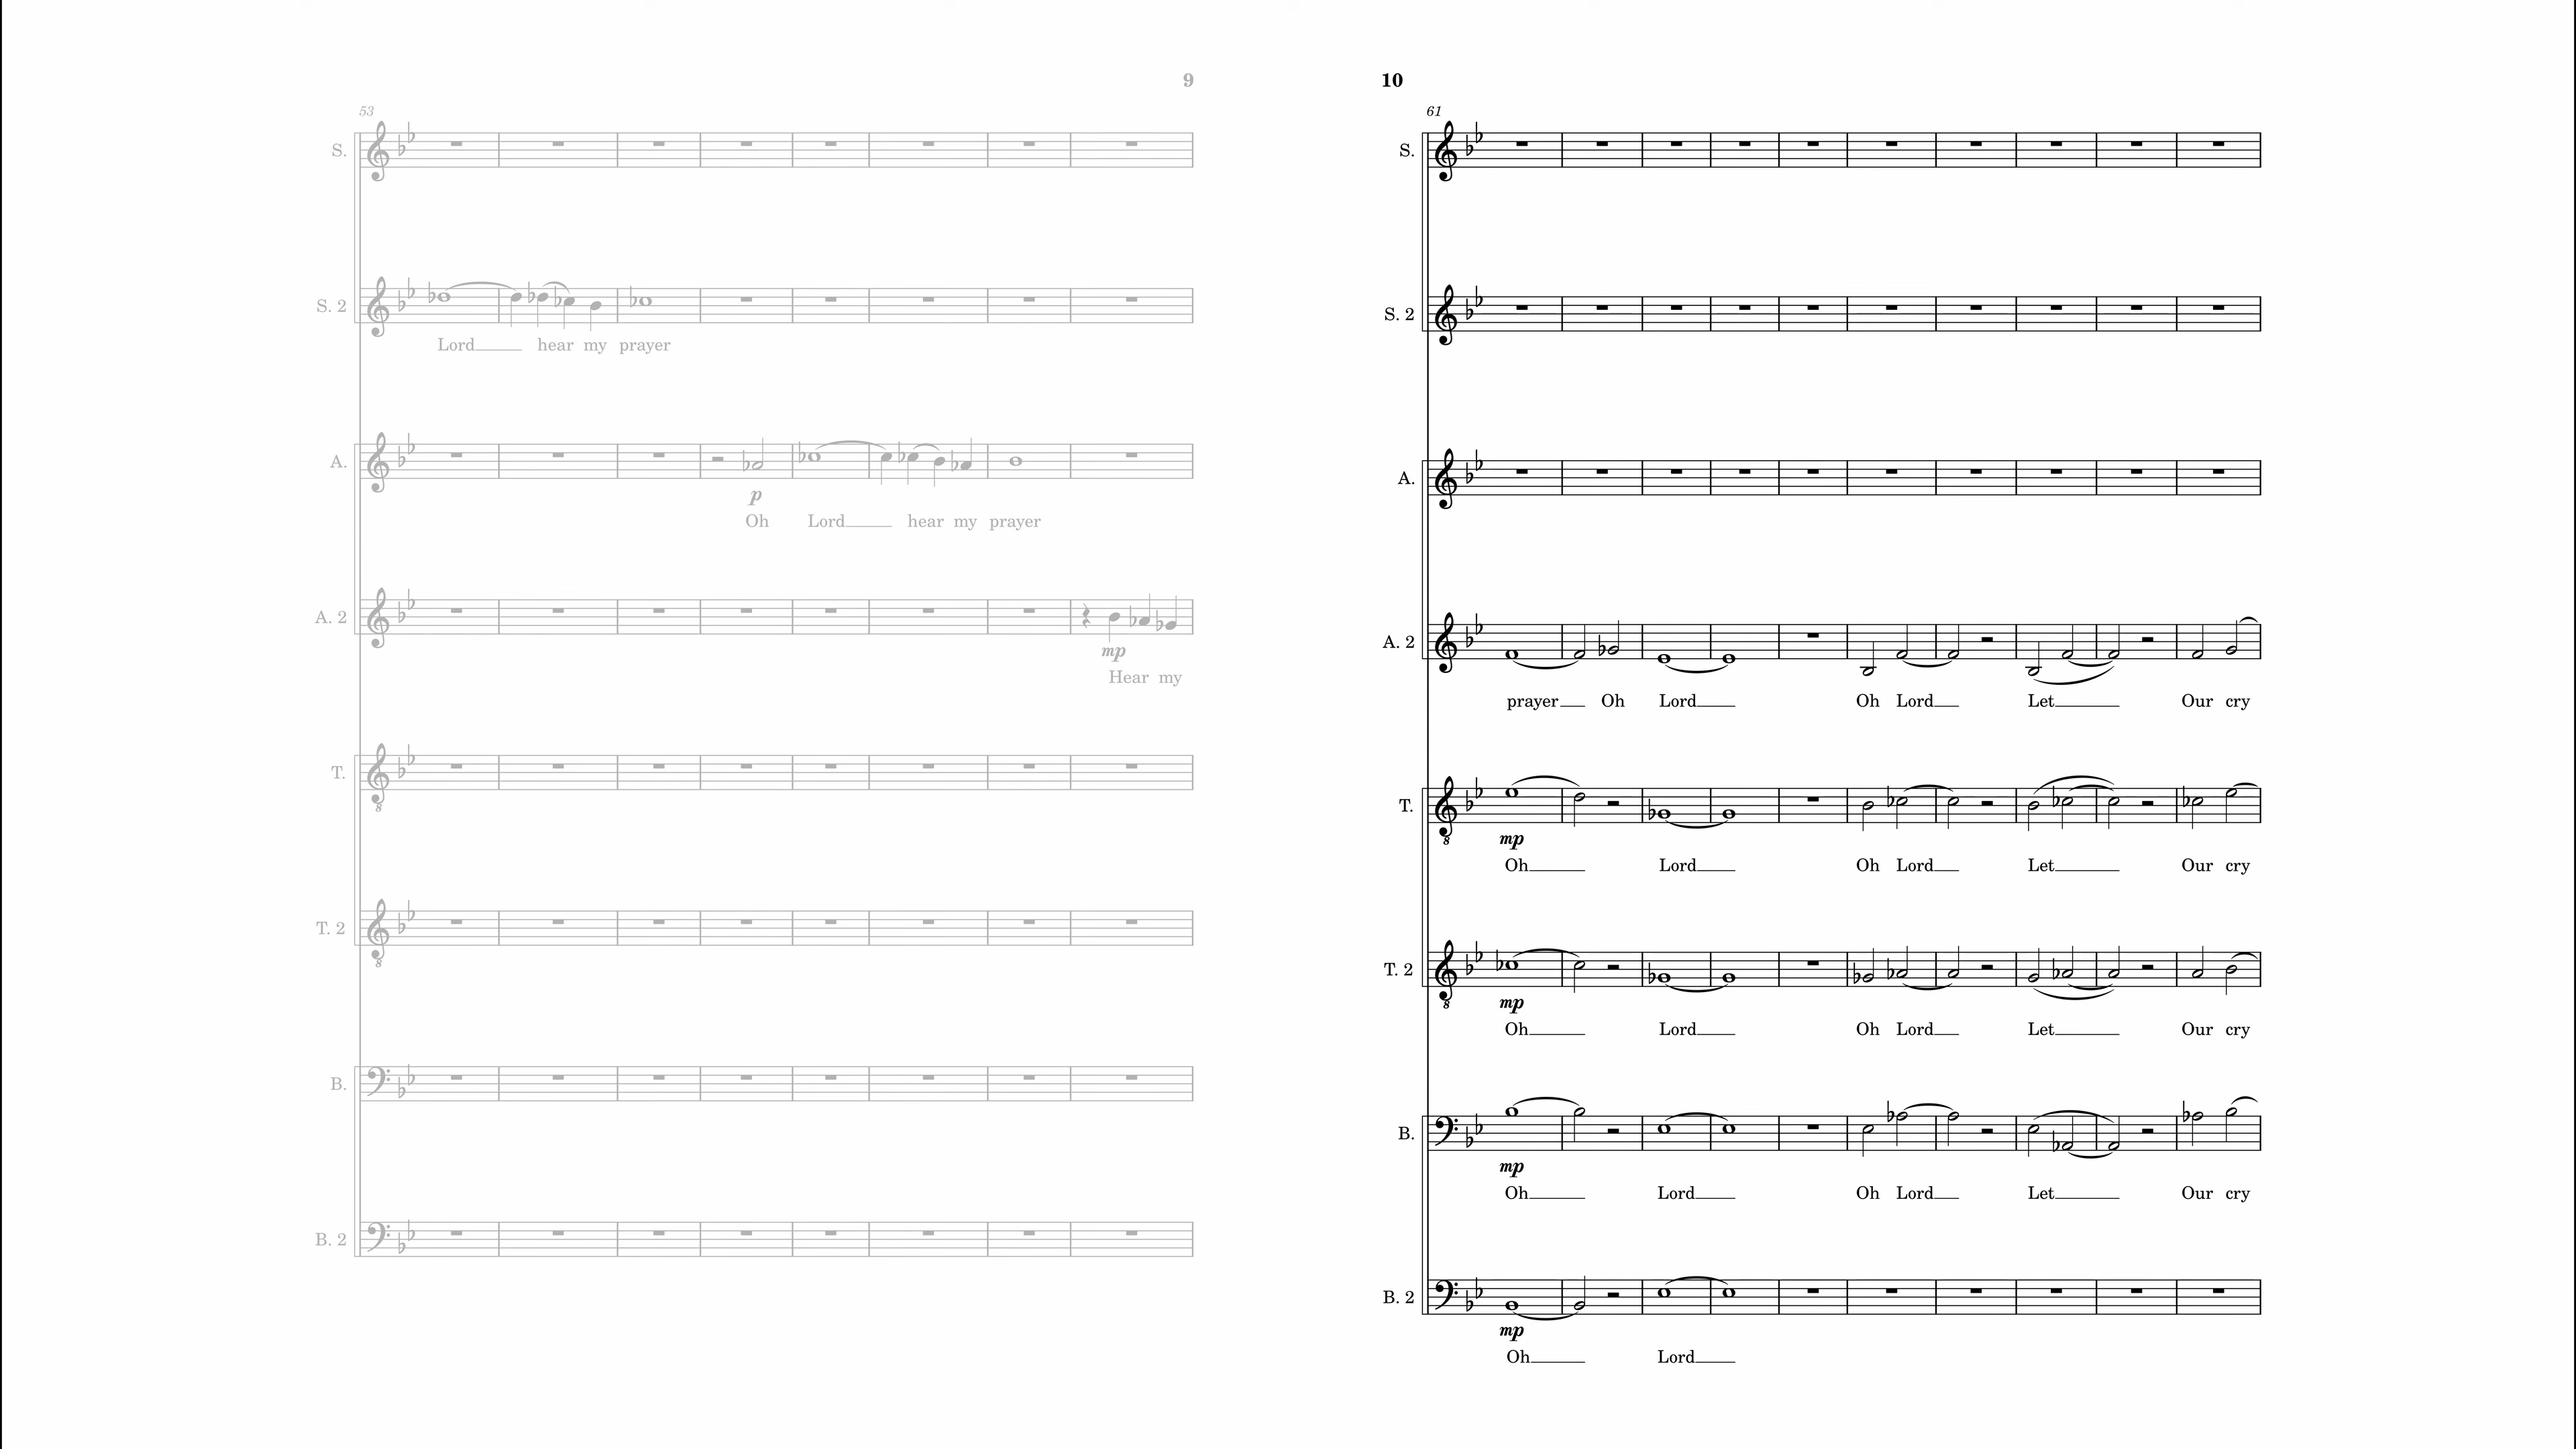 9
53
S.
S. 2
Lord hear my prayer
A.
p
Oh Lord hear my prayer
A. 2
mp
Hear my
T.
T. 2
B.
B. 2
10
61
S.
S. 2
A.
A. 2
prayer Oh Lord Oh Lord Let Our cry
T.
mp
Oh Lord Oh Lord Let Our cry
T. 2
mp
Oh Lord Oh Lord Let Our cry
B.
mp
Oh Lord Oh Lord Let Our cry
B. 2
mp
Oh Lord